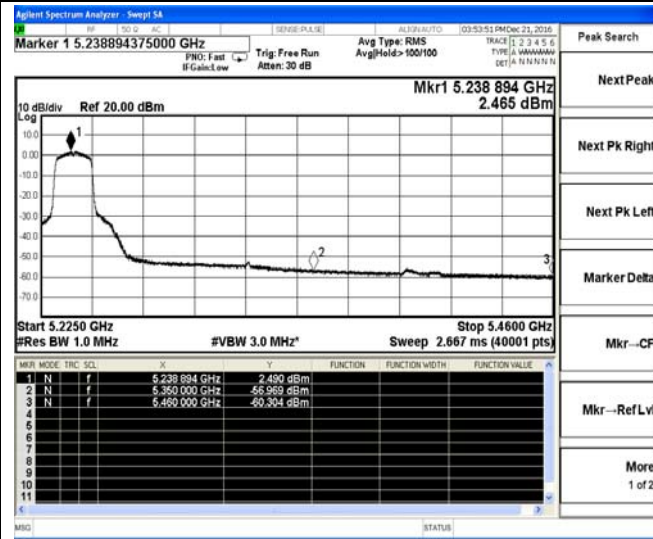 Agilent Spectrum Analyzer - Swept SA
RF 50 Ω AC SENSE:PULSE ALIGN AUTO 03:53:51 PM Dec 21, 2016
Marker 1 5.238894375000 GHz
PNO: Fast
IFGain:Low
Trig: Free Run
Atten: 30 dB
Avg Type: RMS
Avg|Hold:> 100/100
TRACE 1 2 3 4 5 6
TYPE A WWWWW
DET A N N N N N
Mkr1 5.238 894 GHz
2.465 dBm
10 dB/div Ref 20.00 dBm
Log
10.0
0.00
-10.0
-20.0
-30.0
-40.0
-50.0
-60.0
-70.0
1
2
3
Start 5.2250 GHz Stop 5.4600 GHz
#Res BW 1.0 MHz #VBW 3.0 MHz* Sweep 2.667 ms (40001 pts)
MKR MODE TRC SCL X Y FUNCTION FUNCTION WIDTH FUNCTION VALUE
1 N f 5.238 894 GHz 2.490 dBm
2 N f 5.350 000 GHz -56.969 dBm
3 N f 5.460 000 GHz -60.304 dBm
4
5
6
7
8
9
10
11
MSG STATUS
Peak Search
Next Peak
Next Pk Right
Next Pk Left
Marker Delta
Mkr→CF
Mkr→Ref Lvl
More
1 of 2